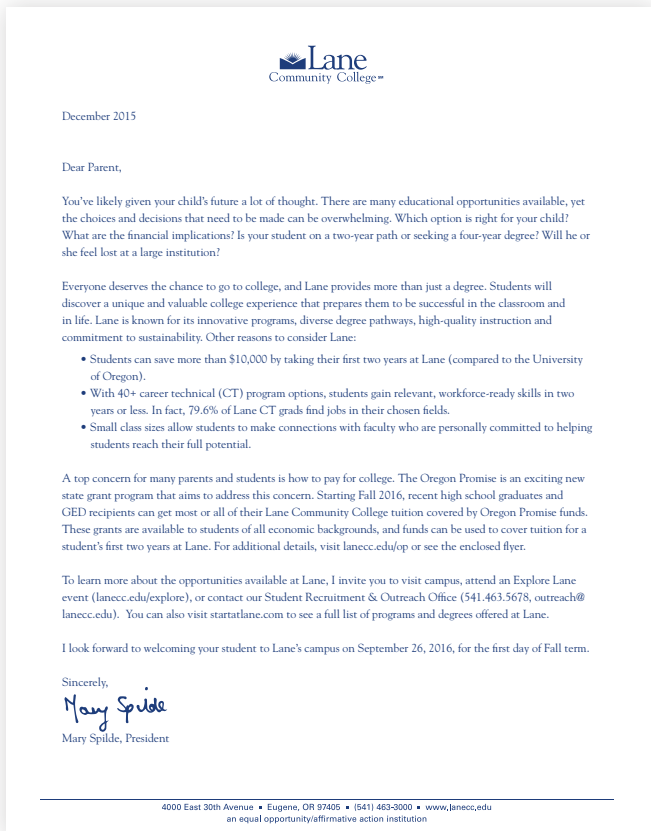 Lane
Community College℠
December 2015
Dear Parent,
You've likely given your child's future a lot of thought. There are many educational opportunities available, yet
the choices and decisions that need to be made can be overwhelming. Which option is right for your child?
What are the financial implications? Is your student on a two-year path or seeking a four-year degree? Will he or
she feel lost at a large institution?
Everyone deserves the chance to go to college, and Lane provides more than just a degree. Students will
discover a unique and valuable college experience that prepares them to be successful in the classroom and
in life. Lane is known for its innovative programs, diverse degree pathways, high-quality instruction and
commitment to sustainability. Other reasons to consider Lane:
• Students can save more than $10,000 by taking their first two years at Lane (compared to the University
of Oregon).
• With 40+ career technical (CT) program options, students gain relevant, workforce-ready skills in two
years or less. In fact, 79.6% of Lane CT grads find jobs in their chosen fields.
• Small class sizes allow students to make connections with faculty who are personally committed to helping
students reach their full potential.
A top concern for many parents and students is how to pay for college. The Oregon Promise is an exciting new
state grant program that aims to address this concern. Starting Fall 2016, recent high school graduates and
GED recipients can get most or all of their Lane Community College tuition covered by Oregon Promise funds.
These grants are available to students of all economic backgrounds, and funds can be used to cover tuition for a
student's first two years at Lane. For additional details, visit lanecc.edu/op or see the enclosed flyer.
To learn more about the opportunities available at Lane, I invite you to visit campus, attend an Explore Lane
event (lanecc.edu/explore), or contact our Student Recruitment & Outreach Office (541.463.5678, outreach@
lanecc.edu). You can also visit startatlane.com to see a full list of programs and degrees offered at Lane.
I look forward to welcoming your student to Lane's campus on September 26, 2016, for the first day of Fall term.
Sincerely,
Mary Spilde
Mary Spilde, President
4000 East 30th Avenue ▪ Eugene, OR 97405 ▪ (541) 463-3000 ▪ www.lanecc.edu
an equal opportunity/affirmative action institution